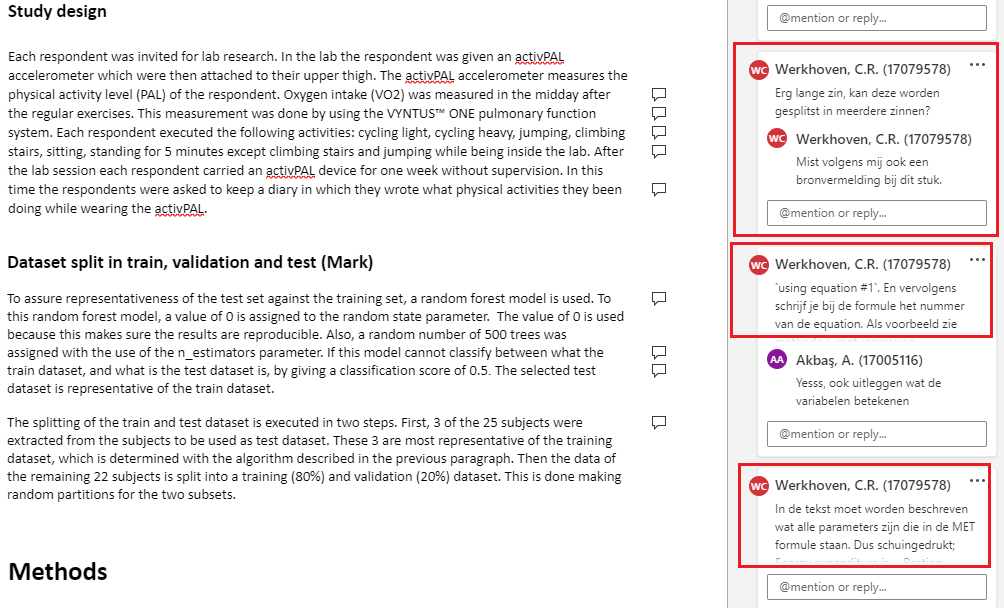 Study design
Each respondent was invited for lab research. In the lab the respondent was given an activPAL
accelerometer which were then attached to their upper thigh. The activPAL accelerometer measures the
physical activity level (PAL) of the respondent. Oxygen intake (VO2) was measured in the midday after
the regular exercises. This measurement was done by using the VYNTUS™ ONE pulmonary function
system. Each respondent executed the following activities: cycling light, cycling heavy, jumping, climbing
stairs, sitting, standing for 5 minutes except climbing stairs and jumping while being inside the lab. After
the lab session each respondent carried an activPAL device for one week without supervision. In this
time the respondents were asked to keep a diary in which they wrote what physical activities they been
doing while wearing the activPAL.
Dataset split in train, validation and test (Mark)
To assure representativeness of the test set against the training set, a random forest model is used. To
this random forest model, a value of 0 is assigned to the random state parameter.  The value of 0 is used
because this makes sure the results are reproducible. Also, a random number of 500 trees was
assigned with the use of the n_estimators parameter. If this model cannot classify between what the
train dataset, and what is the test dataset is, by giving a classification score of 0.5. The selected test
dataset is representative of the train dataset.
The splitting of the train and test dataset is executed in two steps. First, 3 of the 25 subjects were
extracted from the subjects to be used as test dataset. These 3 are most representative of the training
dataset, which is determined with the algorithm described in the previous paragraph. Then the data of
the remaining 22 subjects is split into a training (80%) and validation (20%) dataset. This is done making
random partitions for the two subsets.
Methods
@mention or reply...
WC Werkhoven, C.R. (17079578) ...
Erg lange zin, kan deze worden
gesplitst in meerdere zinnen?
WC Werkhoven, C.R. (17079578)
Mist volgens mij ook een
bronvermelding bij dit stuk.
@mention or reply...
WC Werkhoven, C.R. (17079578) ...
`using equation #1`. En vervolgens
schrijf je bij de formule het nummer
van de equation. Als voorbeeld zie
AA Akbaş, A. (17005116)
Yesss, ook uitleggen wat de
variabelen betekenen
@mention or reply...
WC Werkhoven, C.R. (17079578) ...
In de tekst moet worden beschreven
wat alle parameters zijn die in de MET
formule staan. Dus schuingedrukt;
@mention or reply...